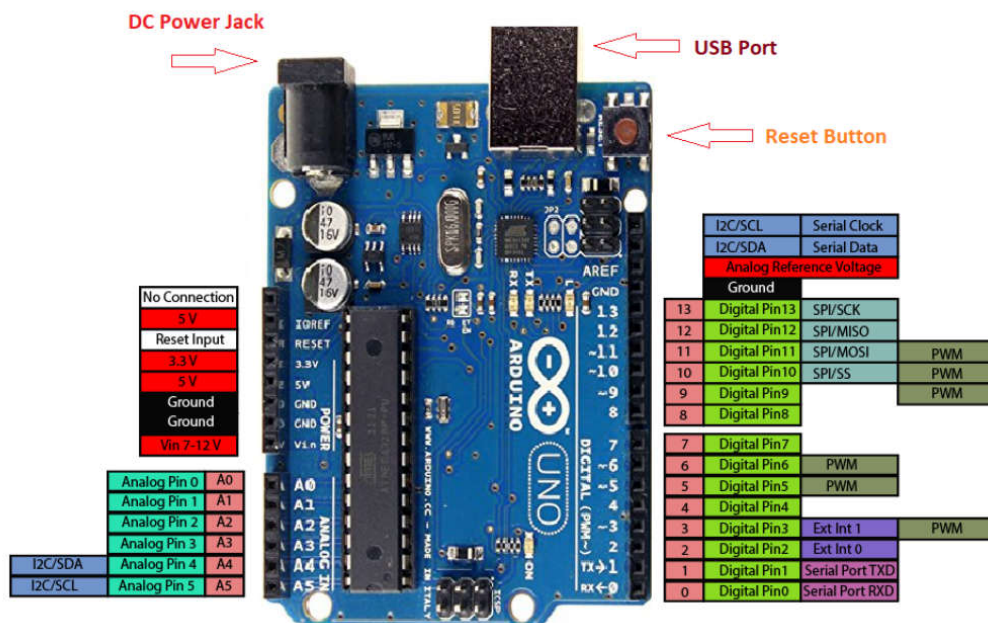 DC Power Jack
USB Port
Reset Button
I2C/SCL Serial Clock
I2C/SDA Serial Data
Analog Reference Voltage
Ground
13 Digital Pin13 SPI/SCK
12 Digital Pin12 SPI/MISO
11 Digital Pin11 SPI/MOSI PWM
10 Digital Pin10 SPI/SS PWM
9 Digital Pin9 PWM
8 Digital Pin8
7 Digital Pin7
6 Digital Pin6 PWM
5 Digital Pin5 PWM
4 Digital Pin4
3 Digital Pin3 Ext Int 1 PWM
2 Digital Pin2 Ext Int 0
1 Digital Pin1 Serial Port TXD
0 Digital Pin0 Serial Port RXD
No Connection
5 V
Reset Input
3.3 V
5 V
Ground
Ground
Vin 7-12 V
Analog Pin 0 A0
Analog Pin 1 A1
Analog Pin 2 A2
Analog Pin 3 A3
I2C/SDA Analog Pin 4 A4
I2C/SCL Analog Pin 5 A5
10
47
16V
10
47
16V
JP2
RX
TX
L
IOREF
RESET
3.3V
5V
GND
GND
Vin
POWER
A0
A1
A2
A3
A4
A5
ANALOG IN
WWW.ARDUINO.CC - MADE IN ITALY
ARDUINO
UNO
DIGITAL (PWM~)
AREF
GND
13
12
~11
~10
~9
8
7
~6
~5
4
~3
2
TX→1
RX←0
ON
ICSP